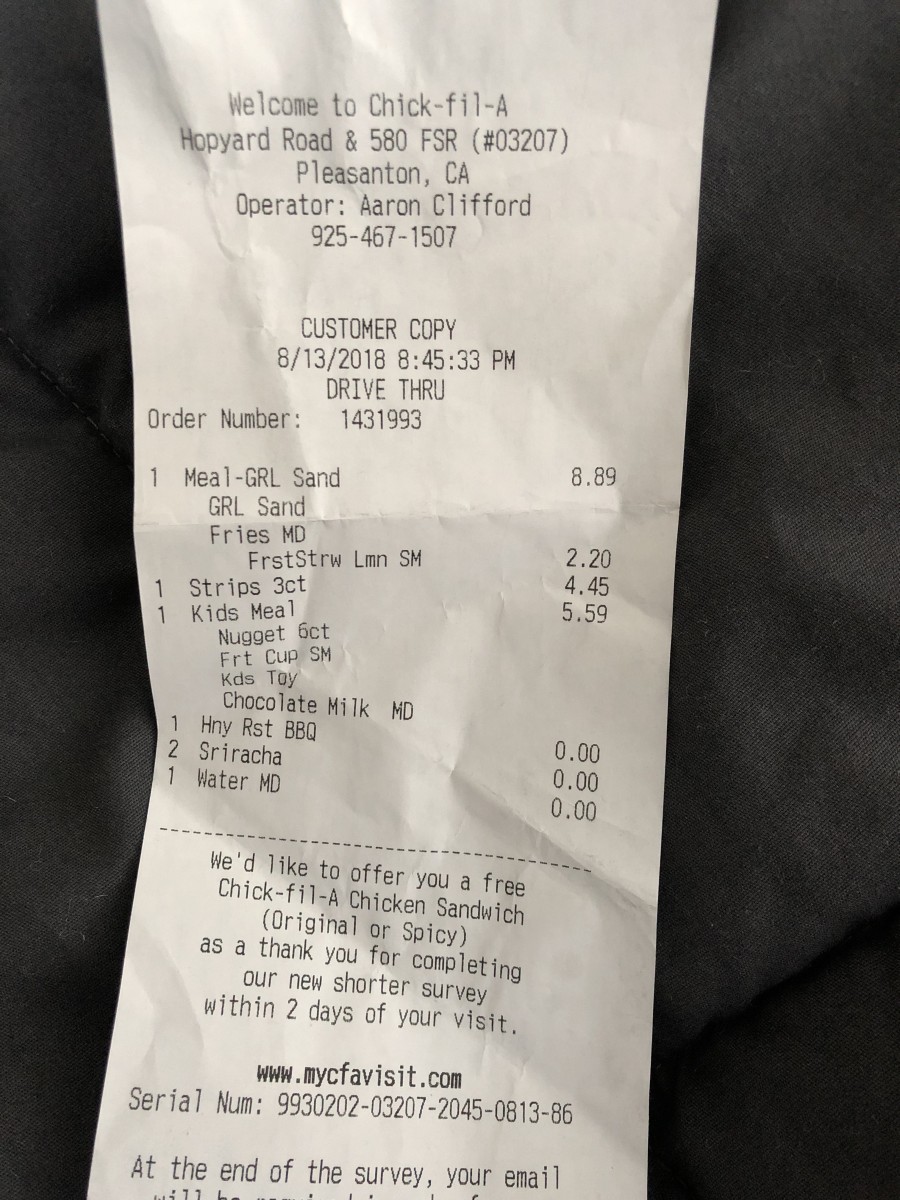 Welcome to Chick-fil-A
Hopyard Road & 580 FSR (#03207)
Pleasanton, CA
Operator: Aaron Clifford
925-467-1507
CUSTOMER COPY
8/13/2018 8:45:33 PM
DRIVE THRU
Order Number: 1431993
1 Meal-GRL Sand 8.89
GRL Sand
Fries MD
FrstStrw Lmn SM 2.20
1 Strips 3ct 4.45
1 Kids Meal 5.59
Nugget 6ct
Frt Cup SM
Kds Toy
Chocolate Milk MD
1 Hny Rst BBQ 0.00
2 Sriracha 0.00
1 Water MD 0.00
We'd like to offer you a free
Chick-fil-A Chicken Sandwich
(Original or Spicy)
as a thank you for completing
our new shorter survey
within 2 days of your visit.
www.mycfavisit.com
Serial Num: 9930202-03207-2045-0813-86
At the end of the survey, your email
will be